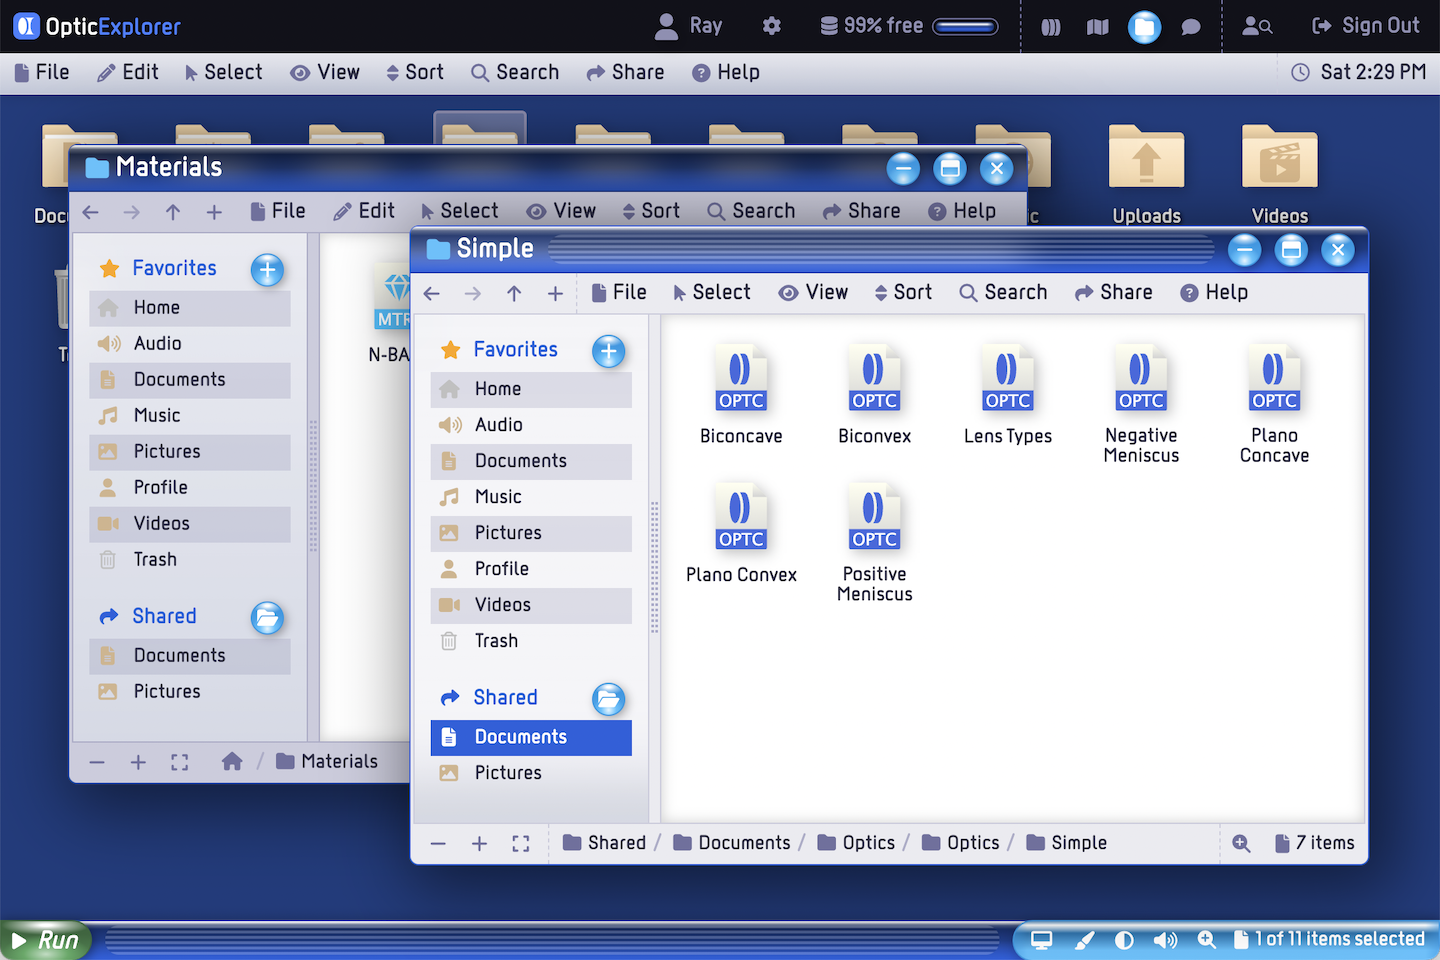 OpticExplorer
Ray
99% free
Sign Out
File Edit Select View Sort Search Share Help
Sat 2:29 PM
Uploads
Videos
Materials
File Edit Select View Sort Search Share Help
Favorites
Home
Audio
Documents
Music
Pictures
Profile
Videos
Trash
Shared
Documents
Pictures
/ Materials
Simple
File Select View Sort Search Share Help
Favorites
Home
Audio
Documents
Music
Pictures
Profile
Videos
Trash
Shared
Documents
Pictures
OPTC OPTC OPTC OPTC OPTC
Biconcave Biconvex Lens Types Negative Meniscus Plano Concave
OPTC OPTC
Plano Convex Positive Meniscus
Shared / Documents / Optics / Optics / Simple
7 items
Run
1 of 11 items selected